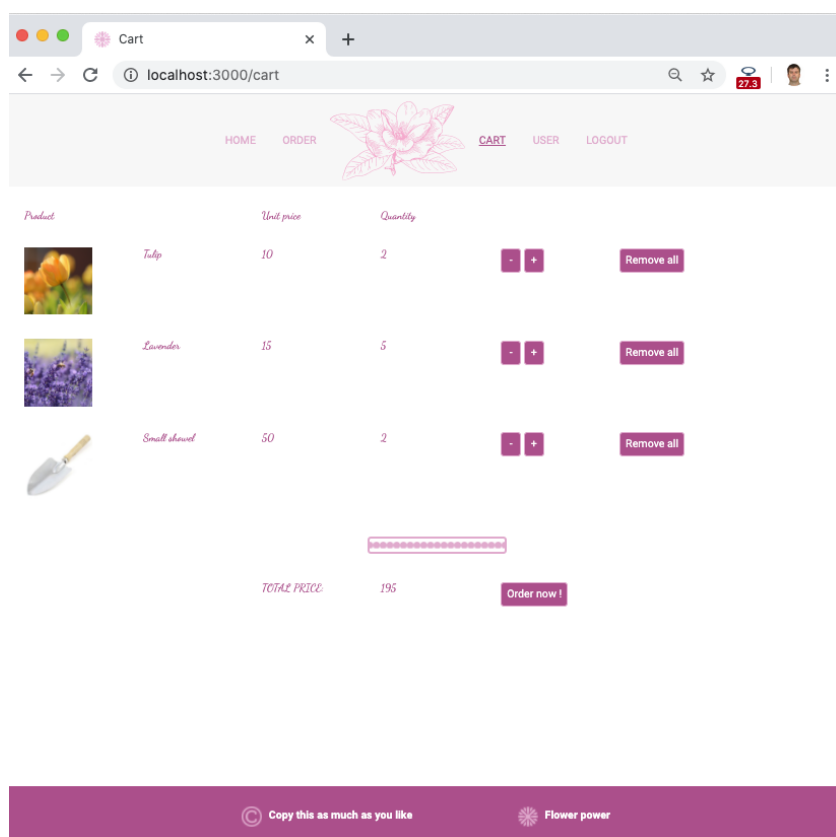 Cart
localhost:3000/cart
27.3
HOME ORDER CART USER LOGOUT
Product Unit price Quantity
Tulip 10 2 - + Remove all
Lavender 15 5 - + Remove all
Small showel 50 2 - + Remove all
TOTAL PRICE: 195 Order now !
Copy this as much as you like Flower power